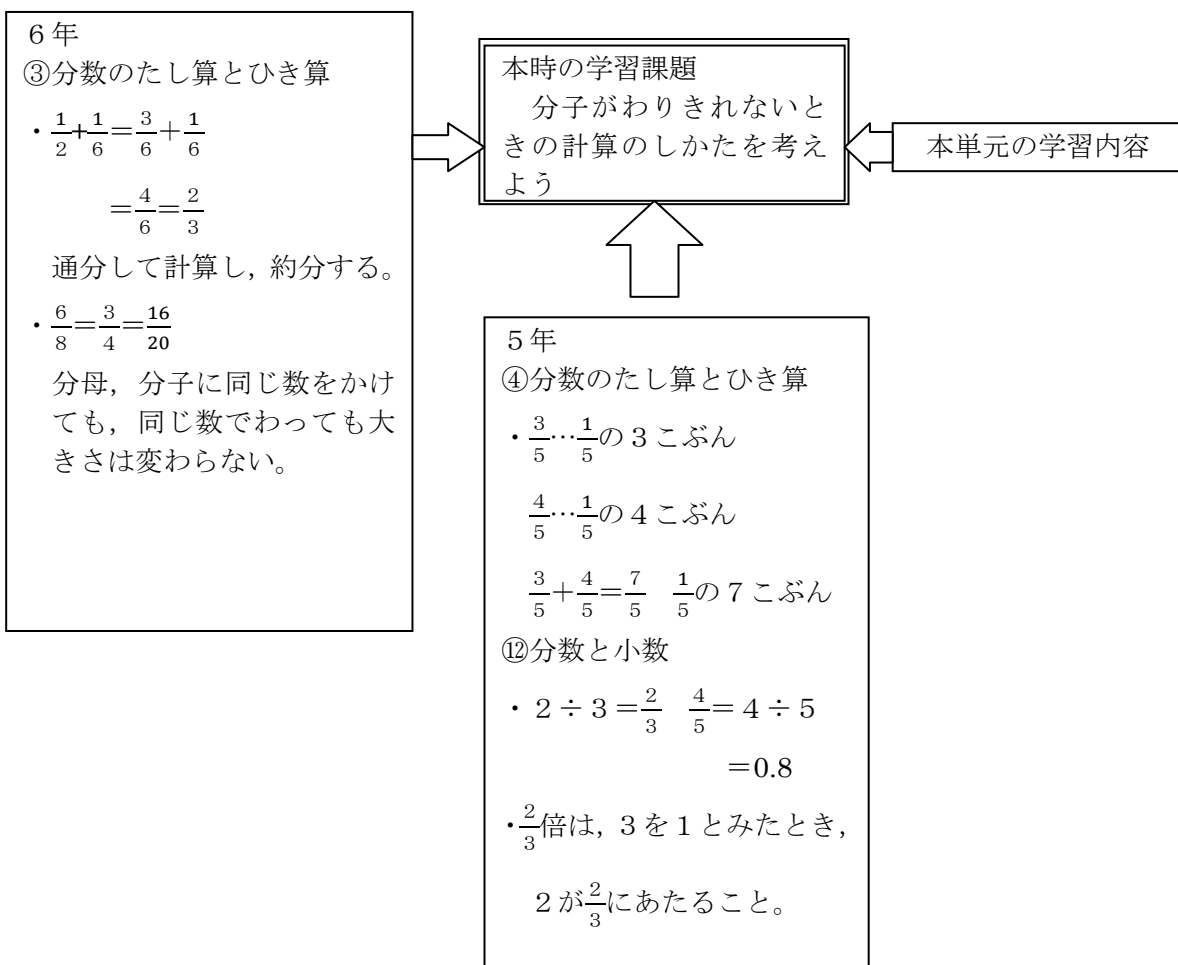 ６年
③分数のたし算とひき算
・1/2+1/6＝3/6＋1/6
＝4/6＝2/3
通分して計算し，約分する。
・6/8＝3/4＝16/20
分母，分子に同じ数をかけ
ても，同じ数でわっても大
きさは変わらない。
本時の学習課題
分子がわりきれないと
きの計算のしかたを考え
よう
本単元の学習内容
５年
④分数のたし算とひき算
・3/5…1/5の３こぶん
4/5…1/5の４こぶん
3/5＋4/5＝7/5　1/5の７こぶん
⑫分数と小数
・２÷３＝2/3　4/5＝４÷５
＝0.8
・2/3倍は，３を１とみたとき，
２が2/3にあたること。